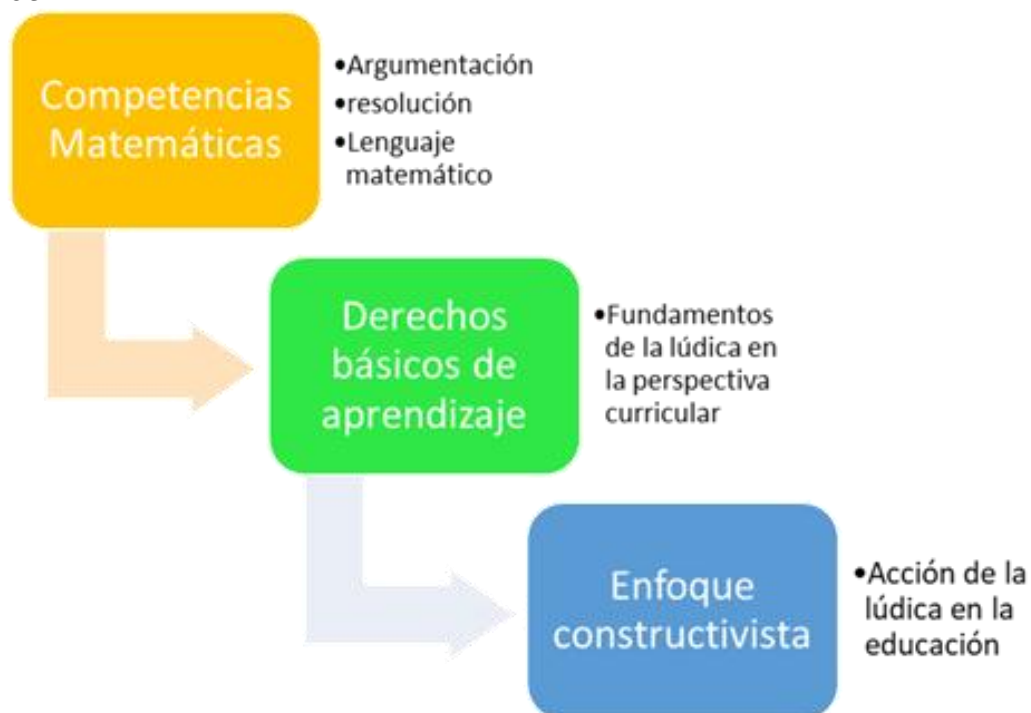 Competencias
Matemáticas
•Argumentación
•resolución
•Lenguaje
matemático
Derechos
básicos de
aprendizaje
•Fundamentos
de la lúdica en
la perspectiva
curricular
Enfoque
constructivista
•Acción de la
lúdica en la
educación